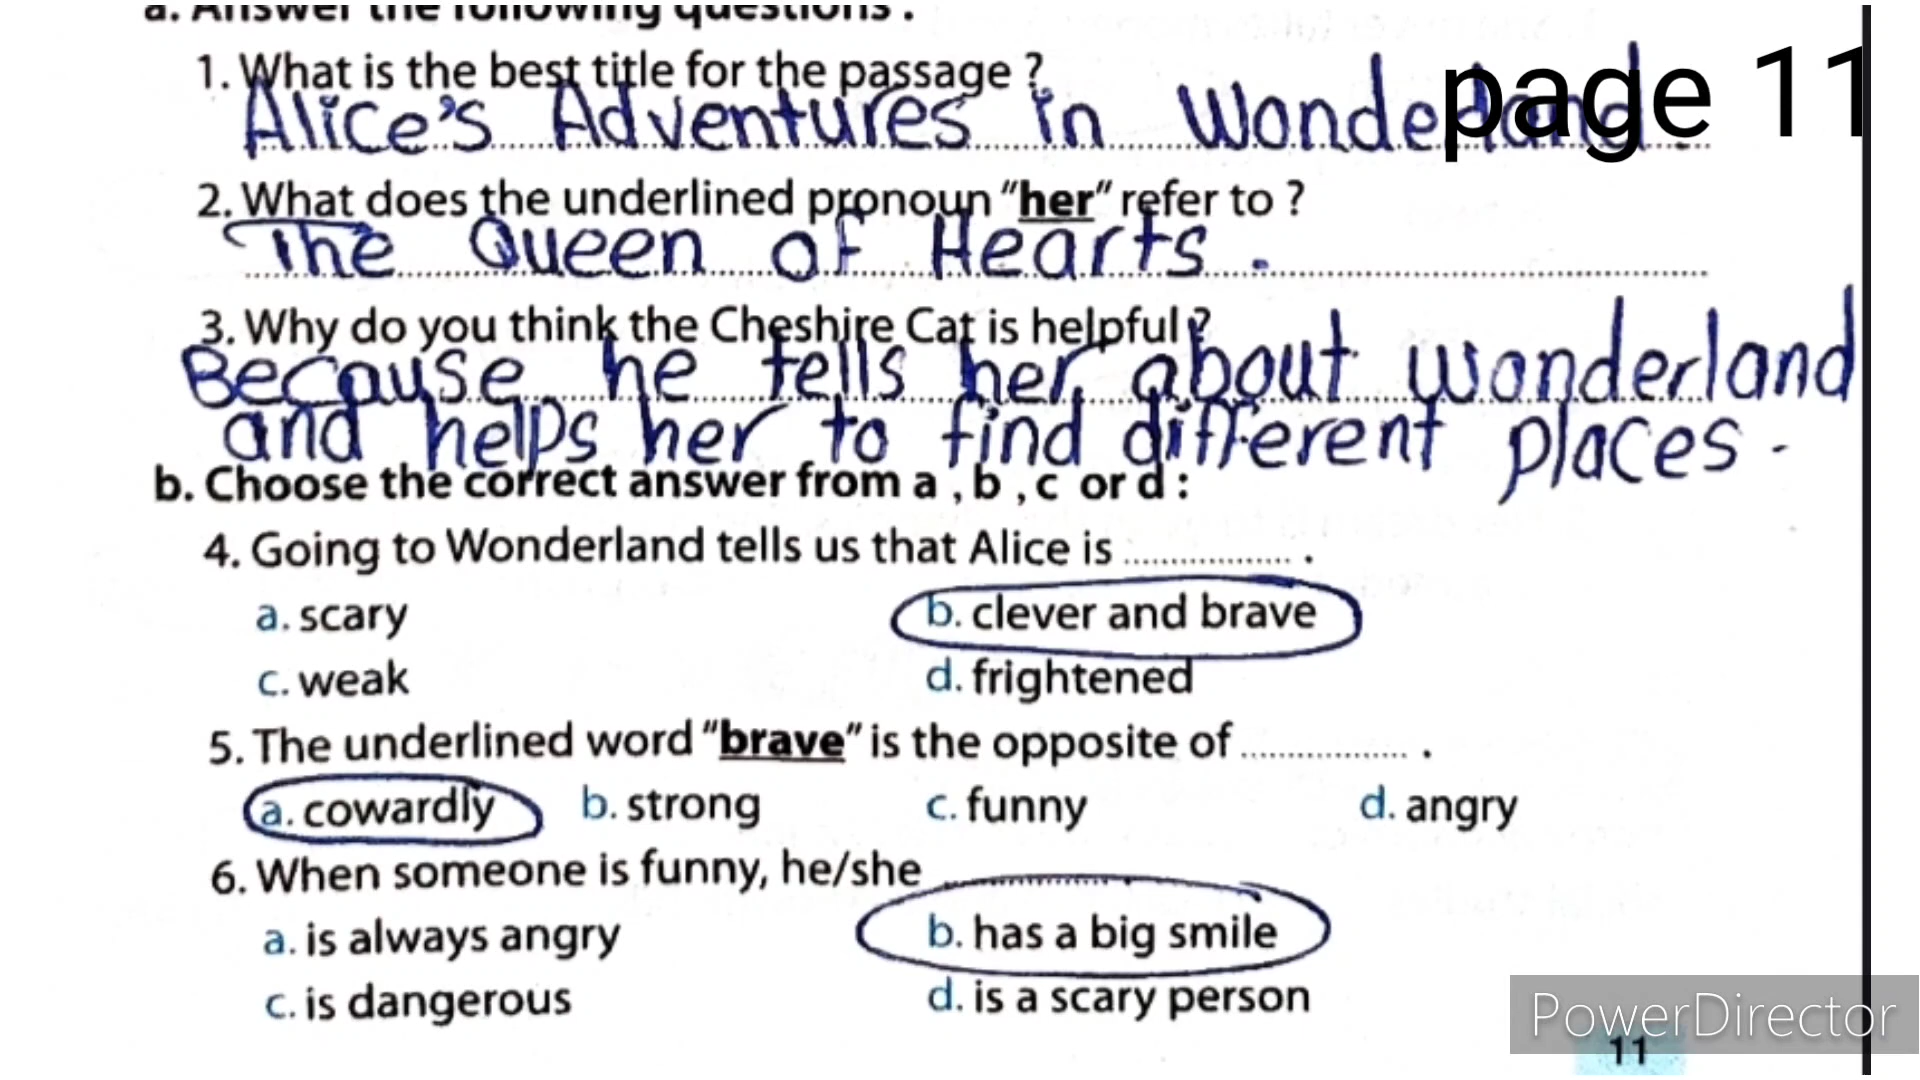 a. Answer the following questions :
page 11
1. What is the best title for the passage ?
Alice's Adventures in Wonderland.
2. What does the underlined pronoun "her" refer to ?
The Queen of Hearts.
3. Why do you think the Cheshire Cat is helpful ?
Because he tells her about wonderland
and helps her to find different places.
b. Choose the correct answer from a , b , c or d :
4. Going to Wonderland tells us that Alice is ................ .
a. scary b. clever and brave
c. weak d. frightened
5. The underlined word "brave" is the opposite of ................ .
a. cowardly b. strong c. funny d. angry
6. When someone is funny, he/she ................ .
a. is always angry b. has a big smile
c. is dangerous d. is a scary person
PowerDirector
11